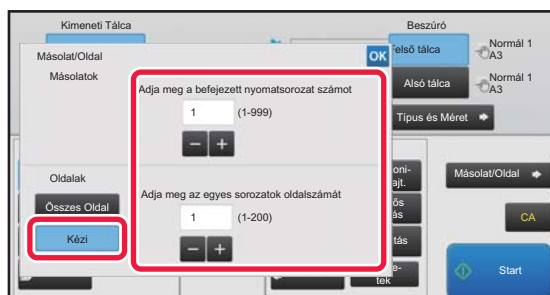 Kimeneti Tálca
Beszúró
Másolat/Oldal
OK
Felső tálca
Normál 1
A3
Másolatok
Adja meg a befejezett nyomatsorozat számot
Alsó tálca
Normál 1
A3
1 (1-999)
Típus és Méret
Oldalak
Másolat/Oldal
Adja meg az egyes sorozatok oldalszámát
Összes Oldal
1 (1-200)
CA
Kézi
Start